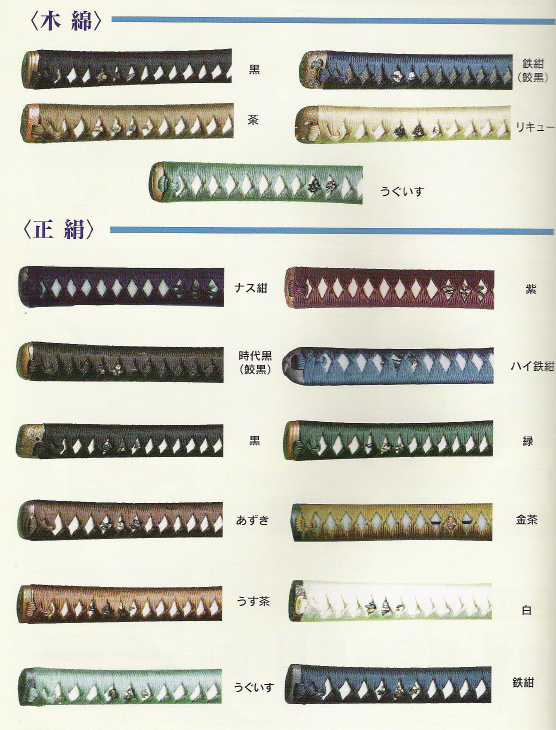 〈木 綿〉
黒
鉄紺
(鮫黒)
茶
リキュー
うぐいす
〈正 絹〉
ナス紺
紫
時代黒
(鮫黒)
ハイ鉄紺
黒
緑
あずき
金茶
うす茶
白
うぐいす
鉄紺